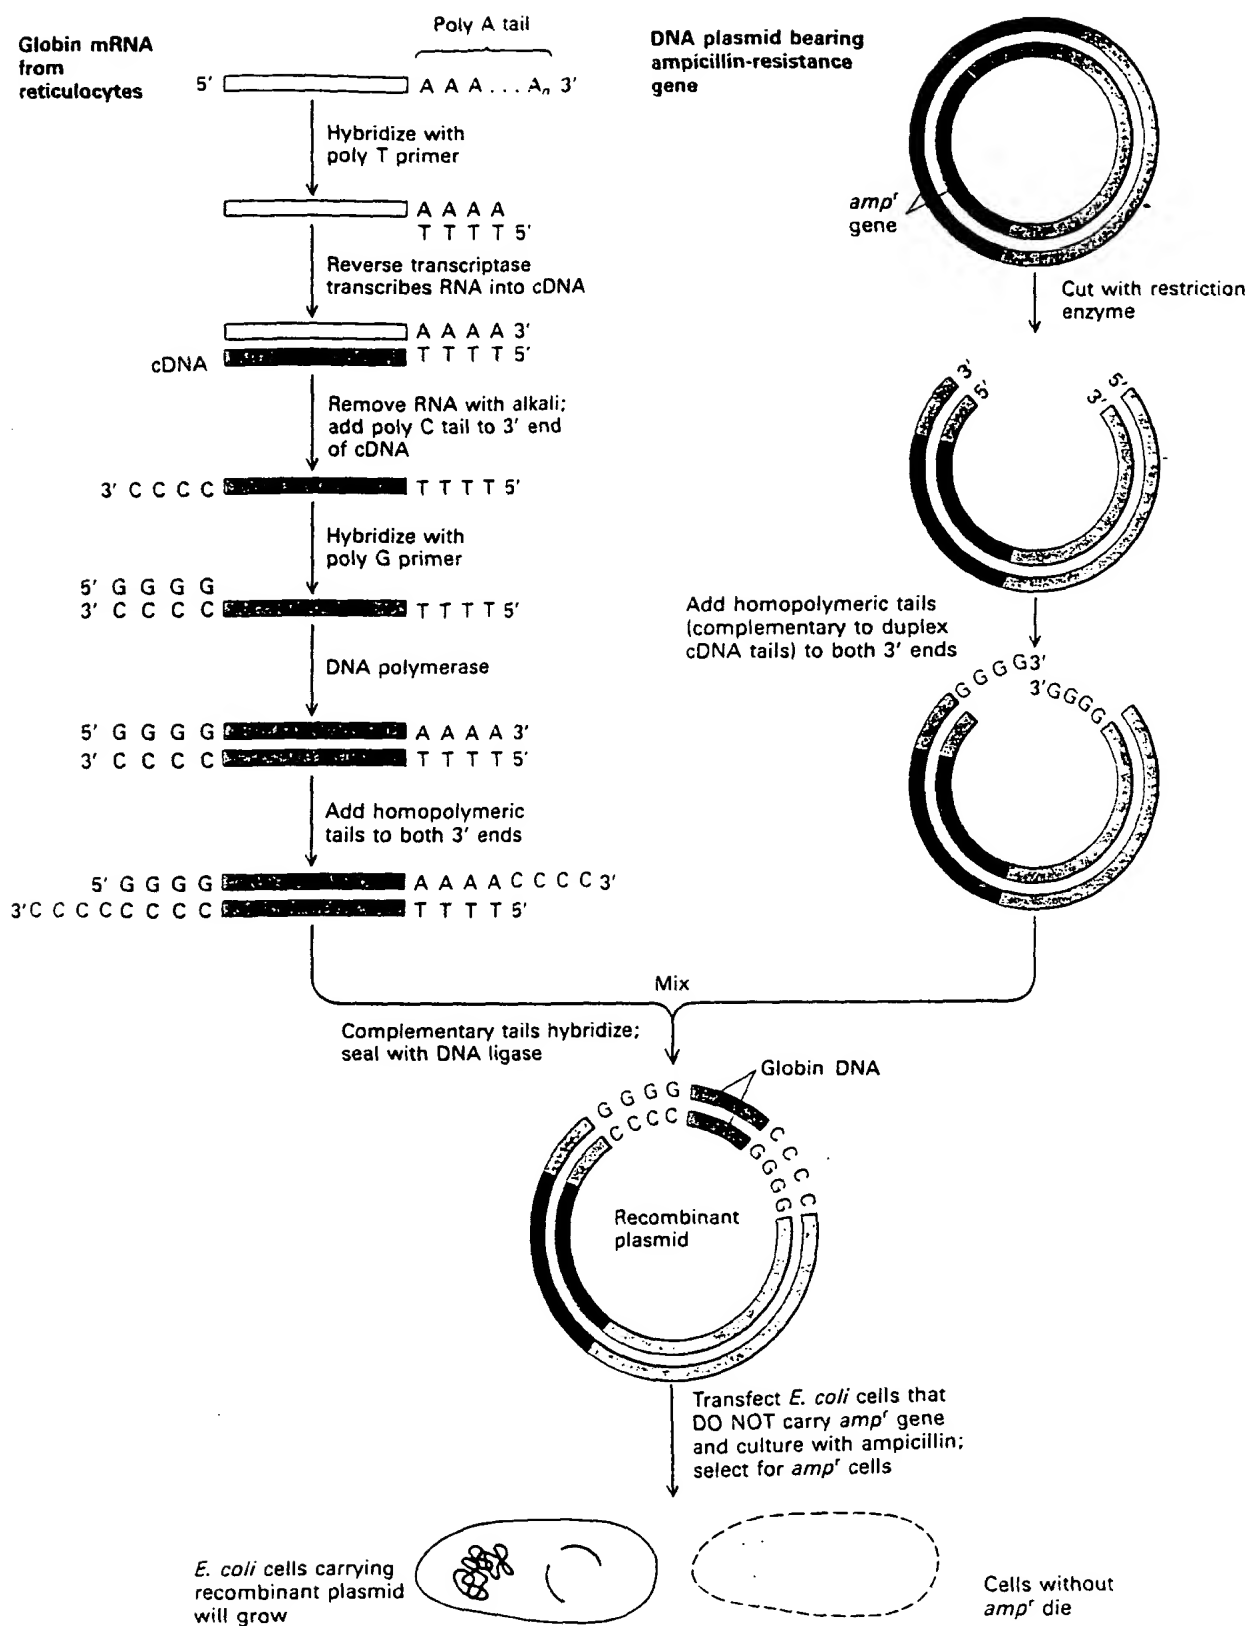 Globin mRNA
from
reticulocytes
Poly A tail
5′ A A A . . . Aₙ 3′
Hybridize with
poly T primer
A A A A
T T T T 5′
Reverse transcriptase
transcribes RNA into cDNA
A A A A 3′
cDNA T T T T 5′
Remove RNA with alkali;
add poly C tail to 3′ end
of cDNA
3′ C C C C T T T T 5′
Hybridize with
poly G primer
5′ G G G G
3′ C C C C T T T T 5′
DNA polymerase
5′ G G G G A A A A 3′
3′ C C C C T T T T 5′
Add homopolymeric
tails to both 3′ ends
5′ G G G G A A A A C C C C 3′
3′ C C C C C C C C T T T T 5′
DNA plasmid bearing
ampicillin-resistance
gene
ampʳ
gene
Cut with restriction
enzyme
3′
5′
5′
3′
Add homopolymeric tails
(complementary to duplex
cDNA tails) to both 3′ ends
G G G G 3′
3′ G G G G
Mix
Complementary tails hybridize;
seal with DNA ligase
Globin DNA
G G G G
C C C C
C C C C
G G G G
Recombinant
plasmid
Transfect E. coli cells that
DO NOT carry ampʳ gene
and culture with ampicillin;
select for ampʳ cells
E. coli cells carrying
recombinant plasmid
will grow
Cells without
ampʳ die